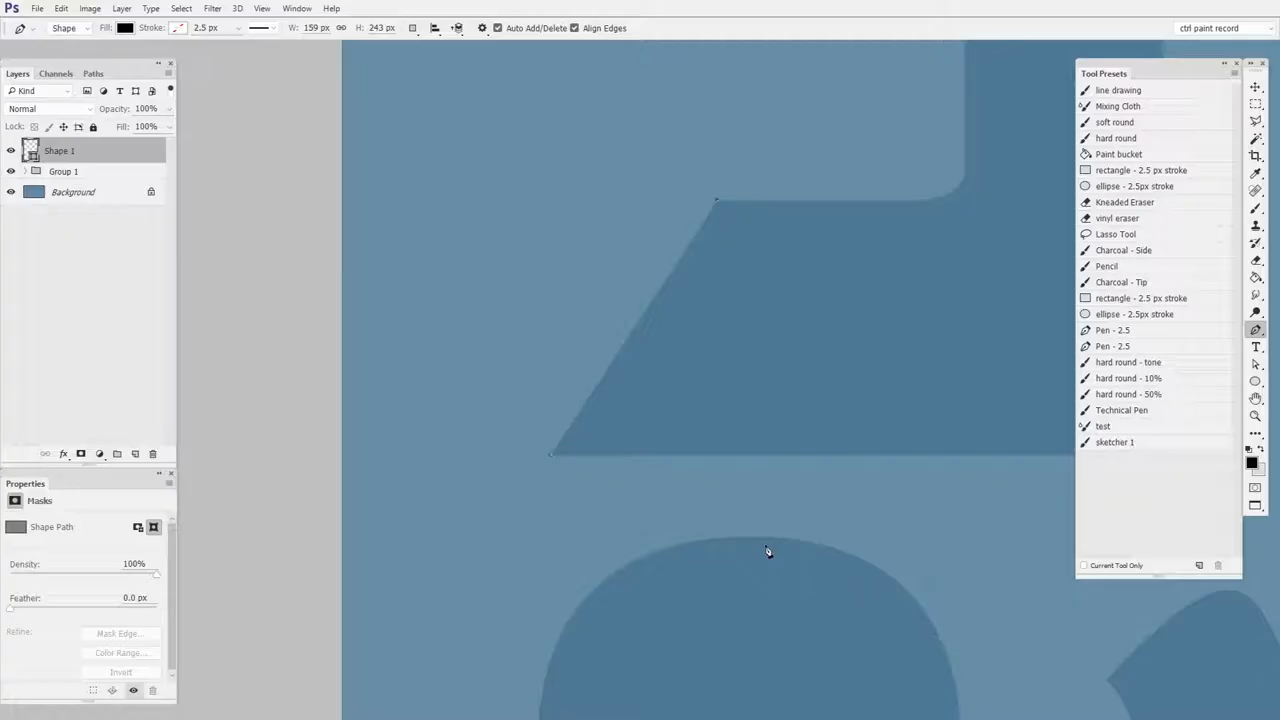 Ps File Edit Image Layer Type Select Filter 3D View Window Help
Shape Fill: Stroke: 2.5 px W: 159 px H: 243 px Auto Add/Delete Align Edges ctrl paint record
Layers Channels Paths
Kind
Normal Opacity: 100%
Lock: Fill: 100%
Shape 1
Group 1
Background
fx
Properties
Masks
Shape Path
Density: 100%
Feather: 0.0 px
Refine: Mask Edge...
Color Range...
Invert
Tool Presets
line drawing
Mixing Cloth
soft round
hard round
Paint bucket
rectangle - 2.5 px stroke
ellipse - 2.5px stroke
Kneaded Eraser
vinyl eraser
Lasso Tool
Charcoal - Side
Pencil
Charcoal - Tip
rectangle - 2.5 px stroke
ellipse - 2.5px stroke
Pen - 2.5
Pen - 2.5
hard round - tone
hard round - 10%
hard round - 50%
Technical Pen
test
sketcher 1
Current Tool Only